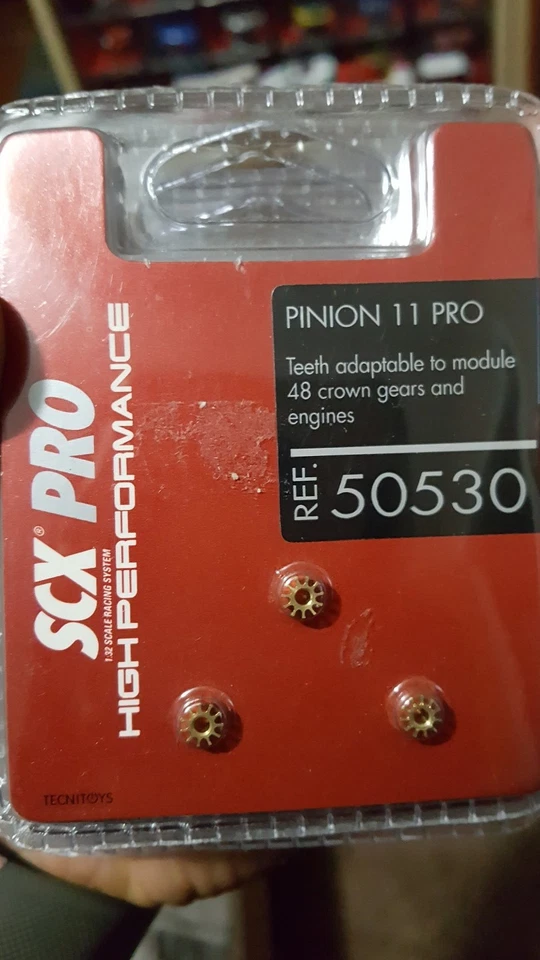 PINION 11 PRO
Teeth adaptable to module
48 crown gears and
engines
REF. 50530
SCX® PRO
1:32 SCALE RACING SYSTEM
HIGH PERFORMANCE
TECNITOYS